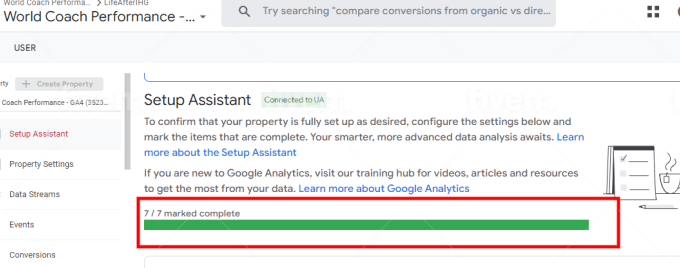 World Coach Performa... > LifeAfterIHG
World Coach Performance -...
Try searching "compare conversions from organic vs dire...
USER
perty
Create Property
Coach Performance - GA4 (3523...
Setup Assistant
Property Settings
Data Streams
Events
Conversions
Setup Assistant
Connected to UA
To confirm that your property is fully set up as desired, configure the settings below and
mark the items that are complete. Your smarter, more advanced data analysis awaits. Learn
more about the Setup Assistant
If you are new to Google Analytics, visit our training hub for videos, articles and resources
to get the most from your data. Learn more about Google Analytics
7 / 7 marked complete